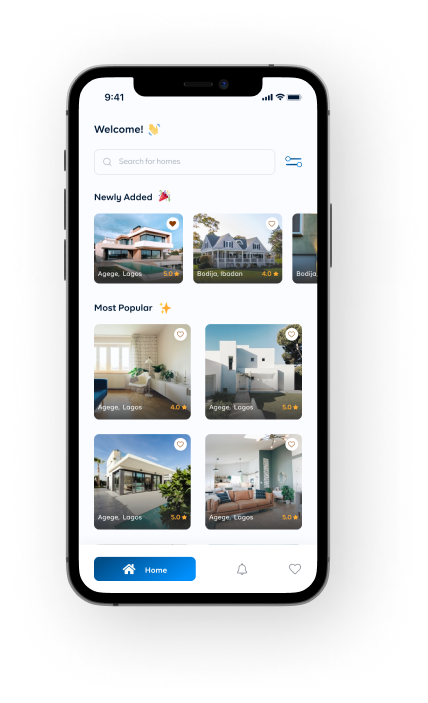 9:41
Welcome! 👋
Search for homes
Newly Added 🎉
Agege, Lagos 5.0 ★
Bodija, Ibadan 4.0 ★
Bodija,
Most Popular ✨
Agege, Lagos 4.0 ★
Agege, Lagos 5.0 ★
Agege, Lagos 5.0 ★
Agege, Lagos 5.0 ★
Home